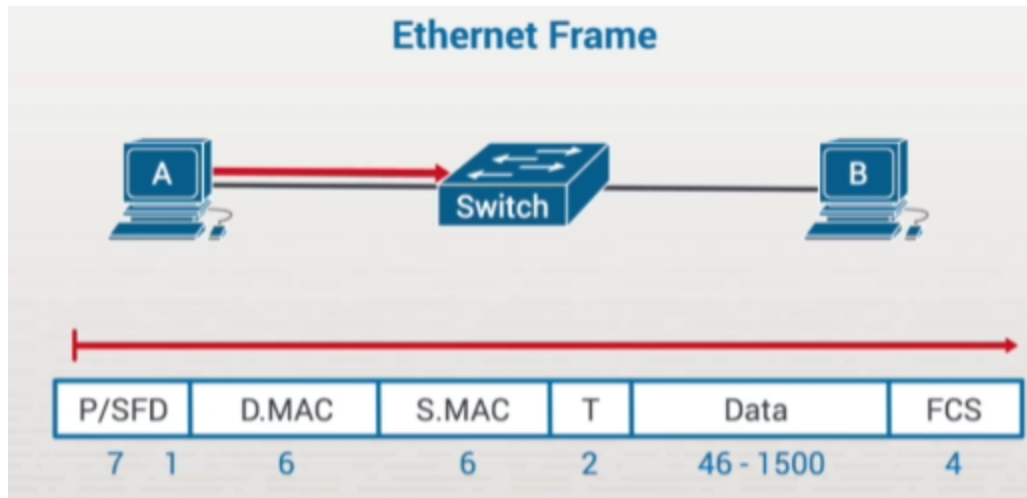 Ethernet Frame
A
B
Switch
P/SFD D.MAC S.MAC T Data FCS
7 1 6 6 2 46 - 1500 4